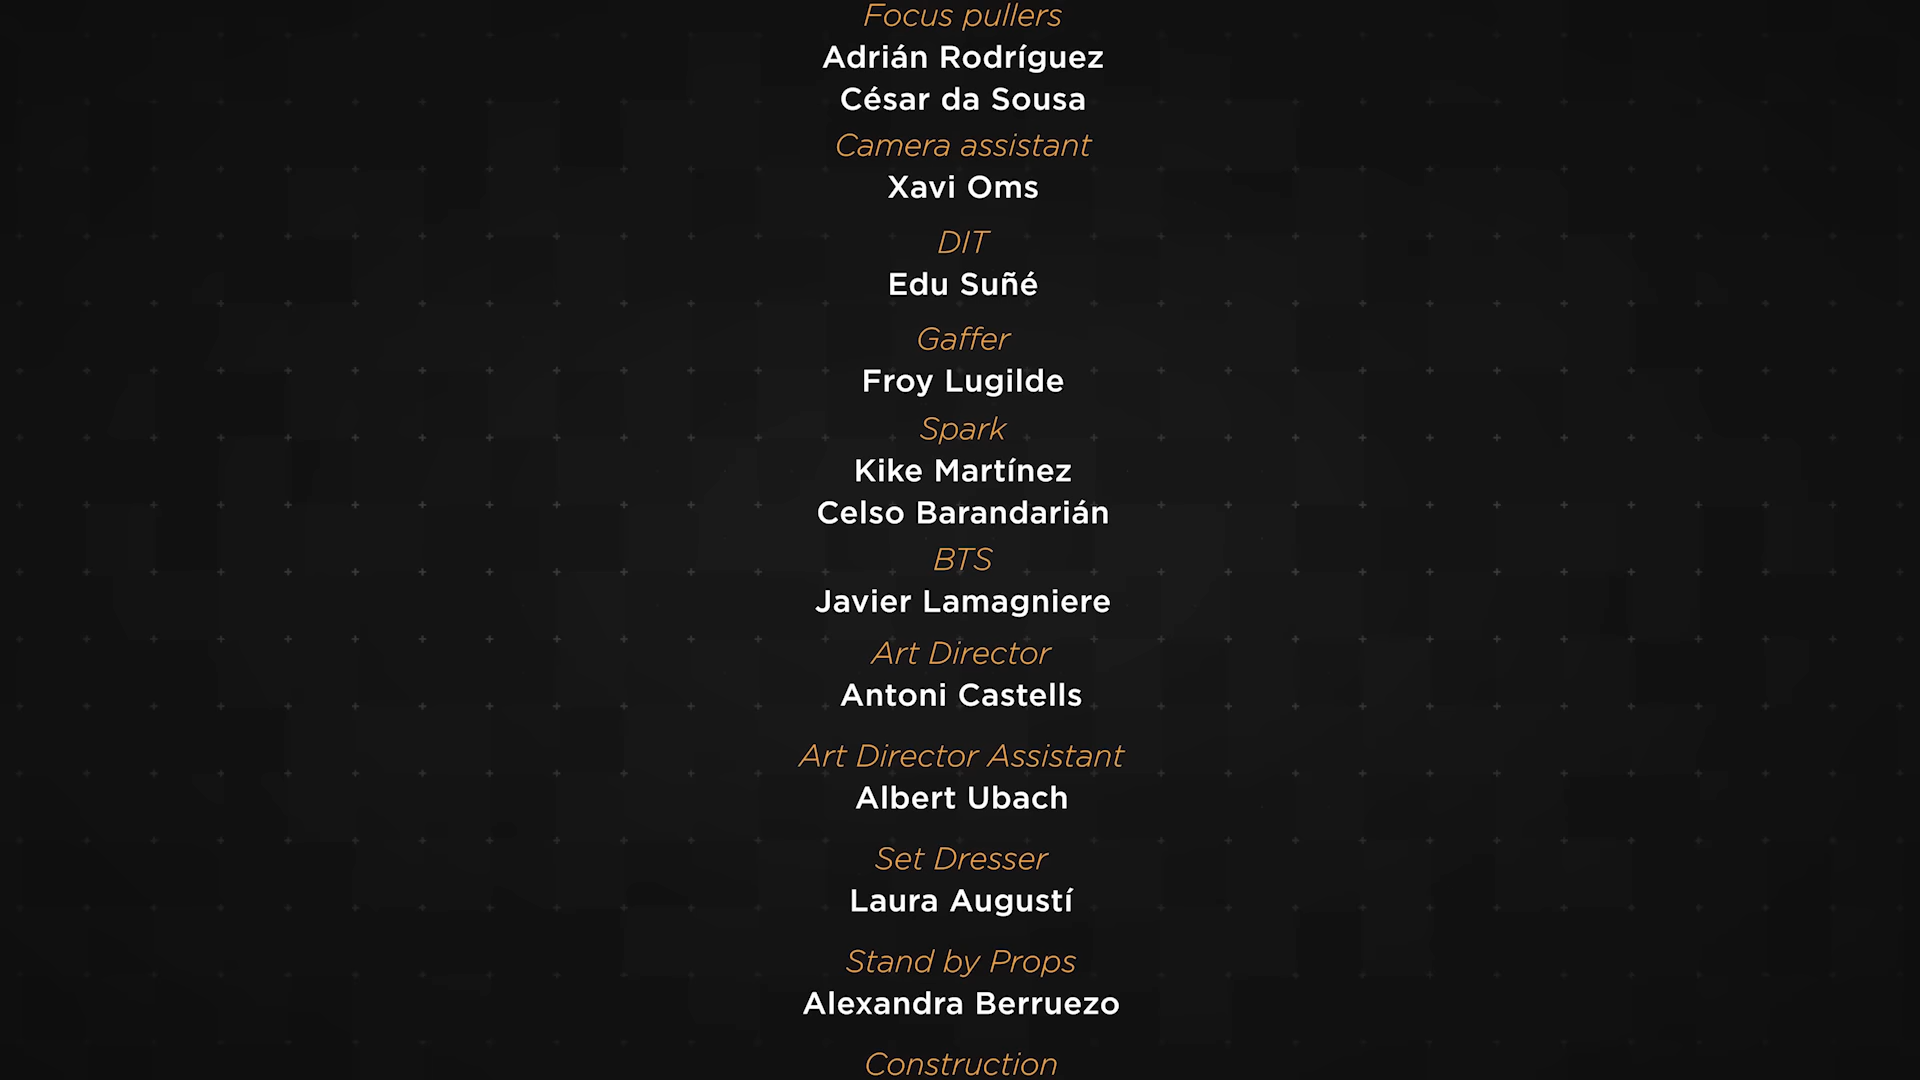 Focus pullers
Adrián Rodríguez
César da Sousa
Camera assistant
Xavi Oms
DIT
Edu Suñé
Gaffer
Froy Lugilde
Spark
Kike Martínez
Celso Barandarián
BTS
Javier Lamagniere
Art Director
Antoni Castells
Art Director Assistant
Albert Ubach
Set Dresser
Laura Augustí
Stand by Props
Alexandra Berruezo
Construction